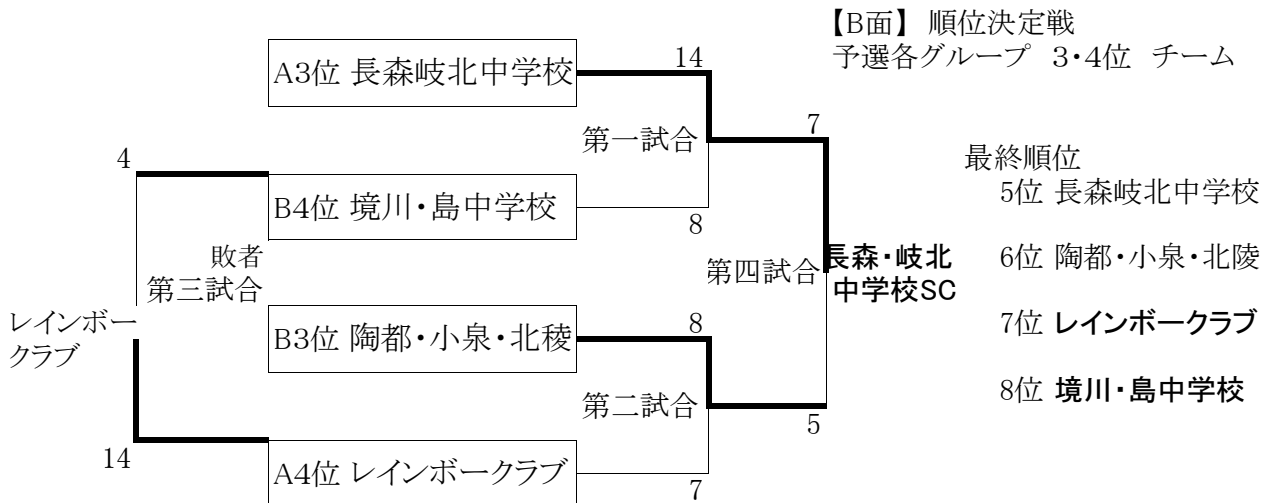 【B面】 順位決定戦
予選各グループ 3・4位 チーム
A3位 長森岐北中学校
14
第一試合
7
4
B4位 境川・島中学校
8
敗者
第三試合
第四試合
長森・岐北
中学校SC
レインボー
クラブ
B3位 陶都・小泉・北稜
8
第二試合
5
14
A4位 レインボークラブ
7
最終順位
5位 長森岐北中学校
6位 陶都・小泉・北陵
7位 レインボークラブ
8位 境川・島中学校